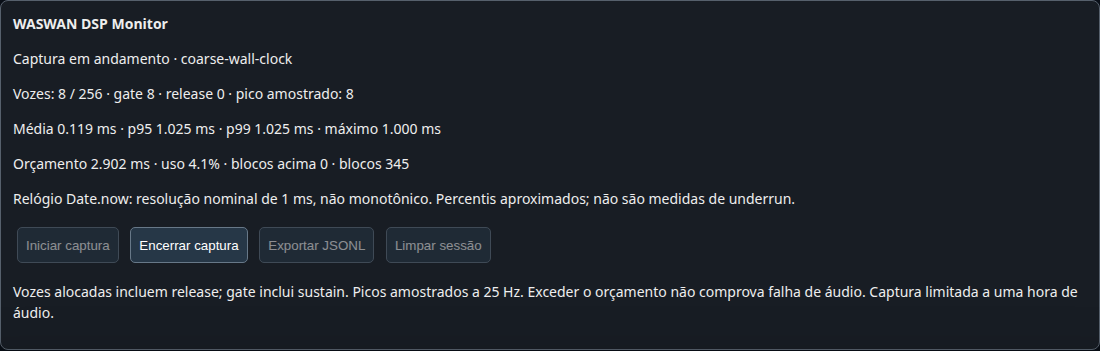 WASWAN DSP Monitor
Captura em andamento · coarse-wall-clock
Vozes: 8 / 256 · gate 8 · release 0 · pico amostrado: 8
Média 0.119 ms · p95 1.025 ms · p99 1.025 ms · máximo 1.000 ms
Orçamento 2.902 ms · uso 4.1% · blocos acima 0 · blocos 345
Relógio Date.now: resolução nominal de 1 ms, não monotônico. Percentis aproximados; não são medidas de underrun.
Iniciar captura Encerrar captura Exportar JSONL Limpar sessão
Vozes alocadas incluem release; gate inclui sustain. Picos amostrados a 25 Hz. Exceder o orçamento não comprova falha de áudio. Captura limitada a uma hora de
áudio.